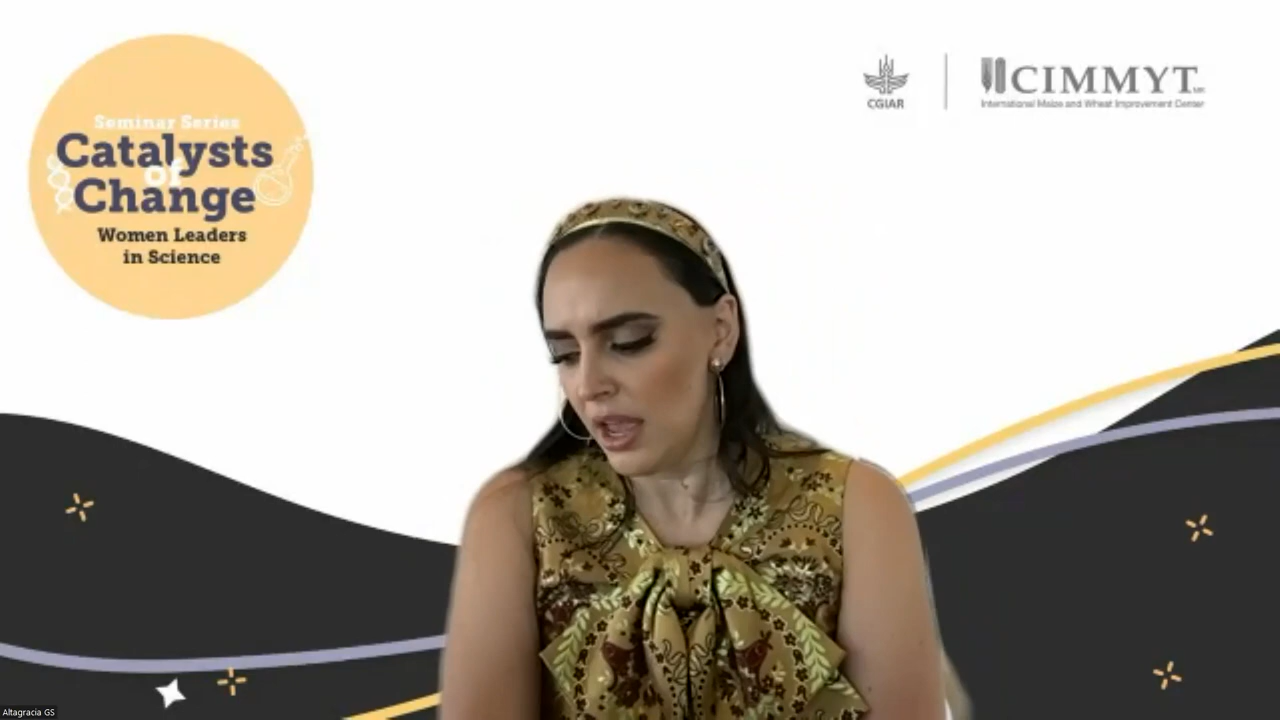 Seminar Series
Catalysts
of
Change
Women Leaders
in Science
CGIAR
CIMMYT
International Maize and Wheat Improvement Center
Altagracia GS